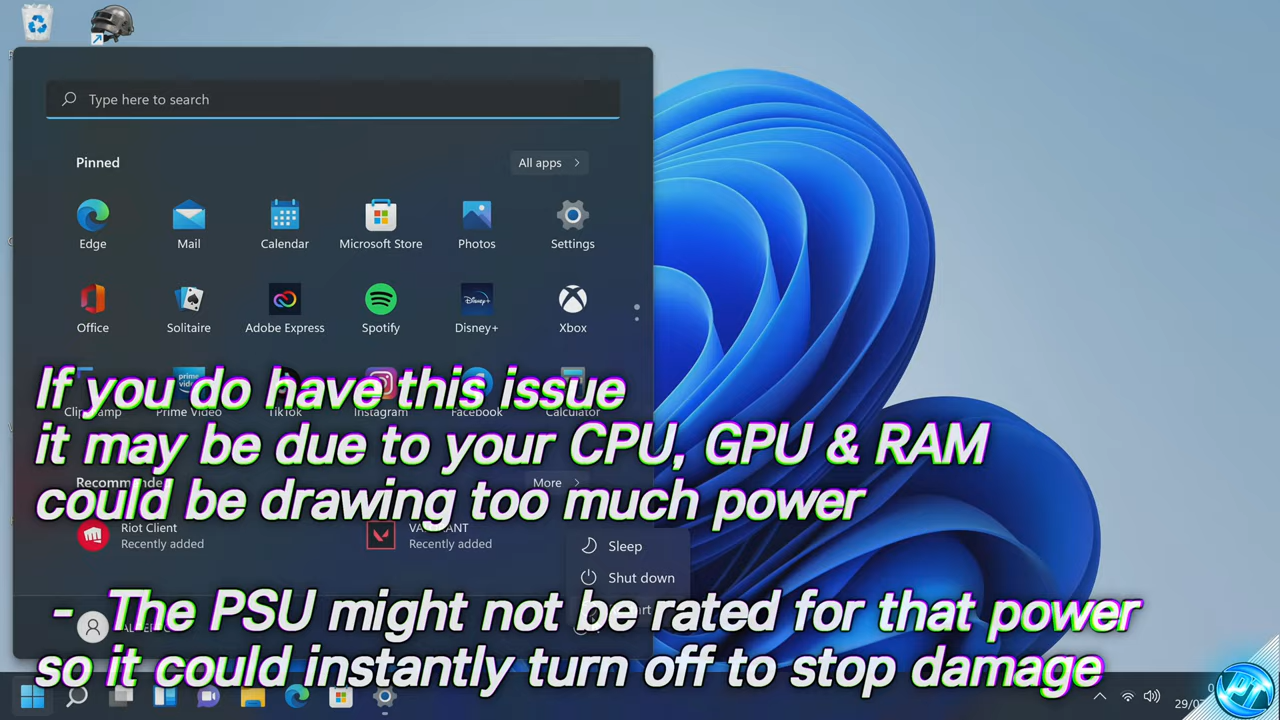 Type here to search
Pinned
All apps
Edge
Mail
Calendar
Microsoft Store
Photos
Settings
Office
Solitaire
Adobe Express
Spotify
Disney+
Xbox
If you do have this issue
Prime Video
TikTok
Instagram
Facebook
Calculator
it may be due to your CPU, GPU & RAM
More
could be drawing too much power
Riot Client
Recently added
Recently added
Sleep
Shut down
- The PSU might not be rated for that power
so it could instantly turn off to stop damage